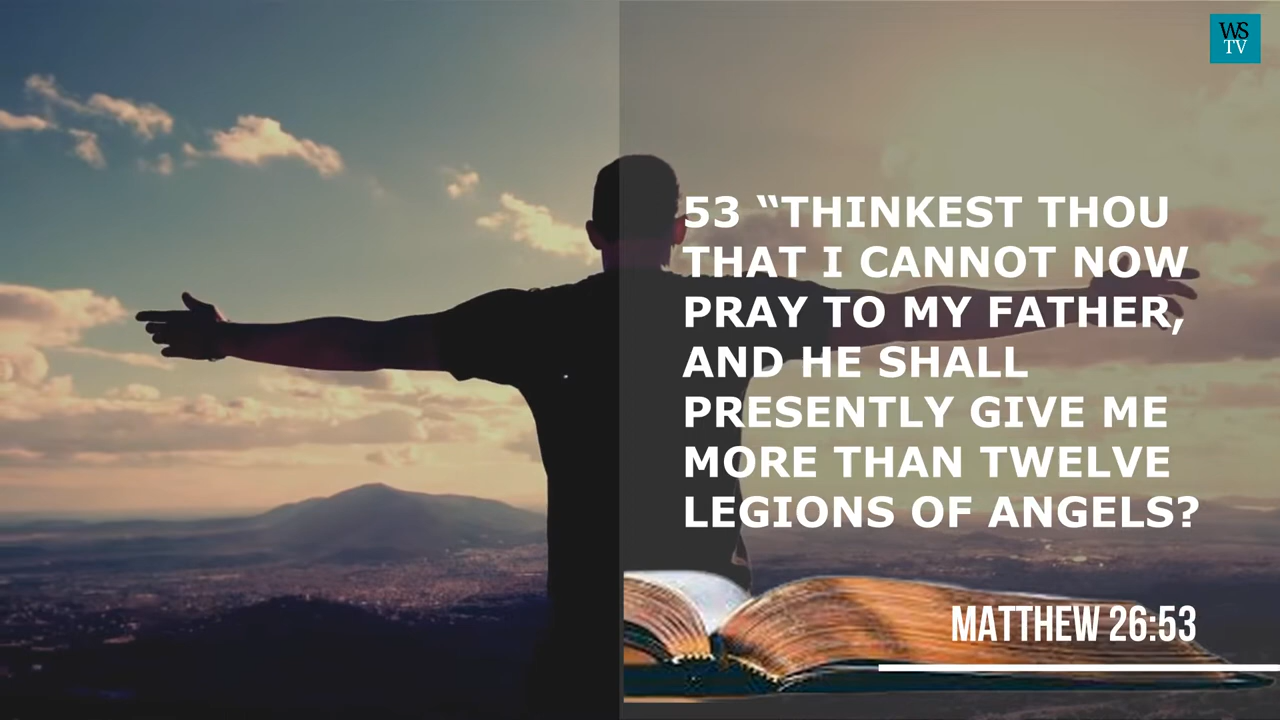 WS
TV
53 “THINKEST THOU
THAT I CANNOT NOW
PRAY TO MY FATHER,
AND HE SHALL
PRESENTLY GIVE ME
MORE THAN TWELVE
LEGIONS OF ANGELS?
MATTHEW 26:53